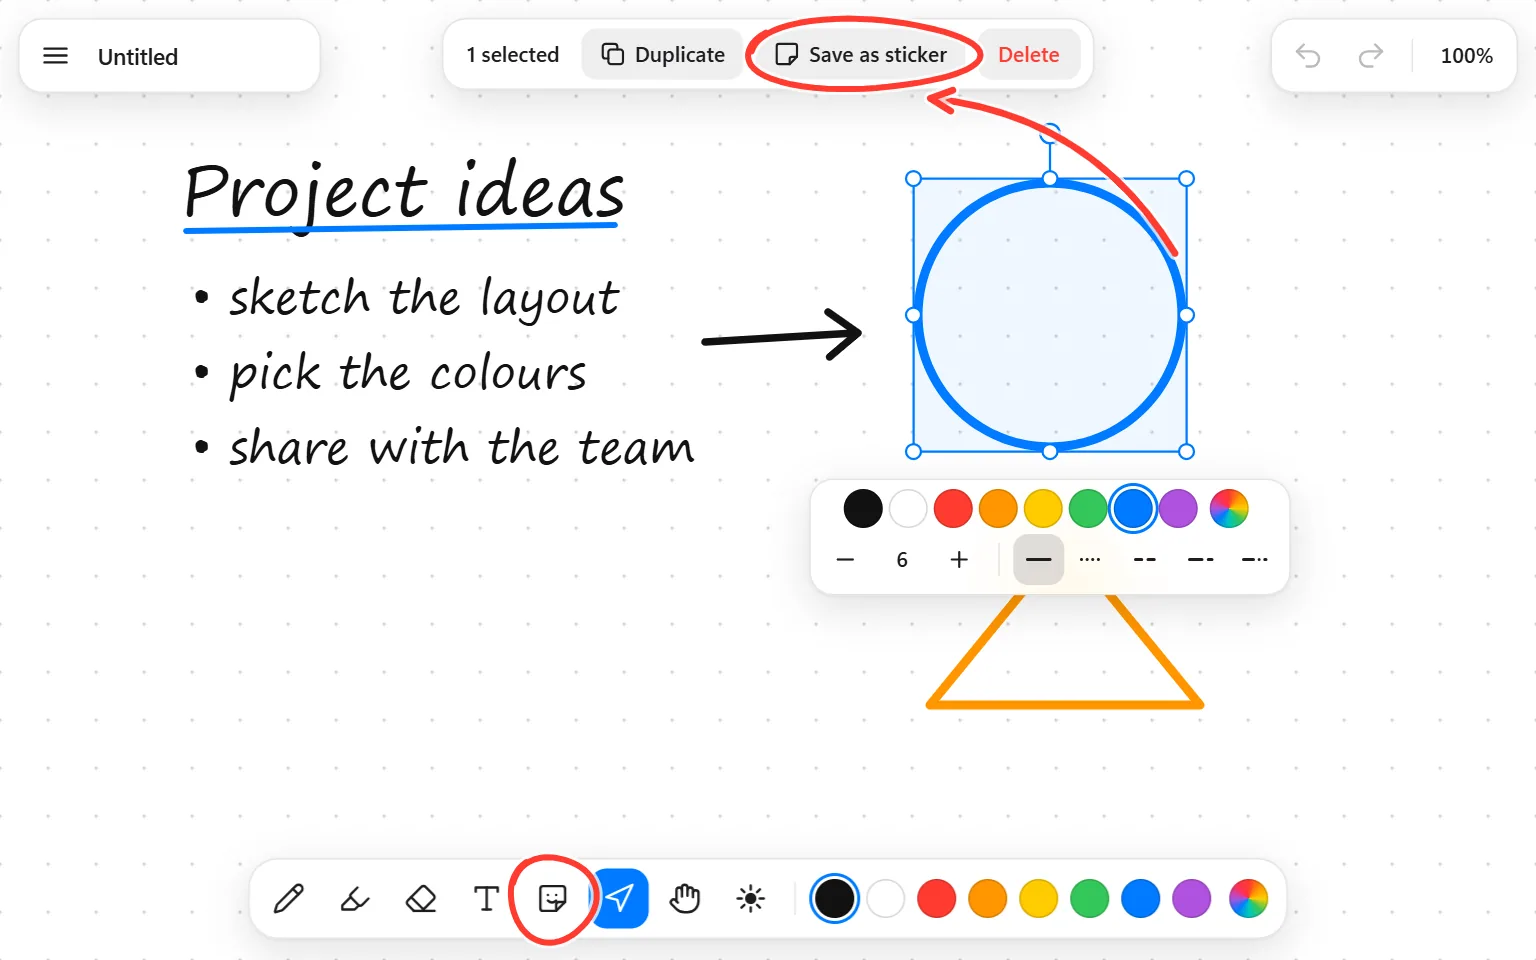 Untitled
1 selected
Duplicate
Save as sticker
Delete
100%
Project ideas
• sketch the layout
• pick the colours
• share with the team
6